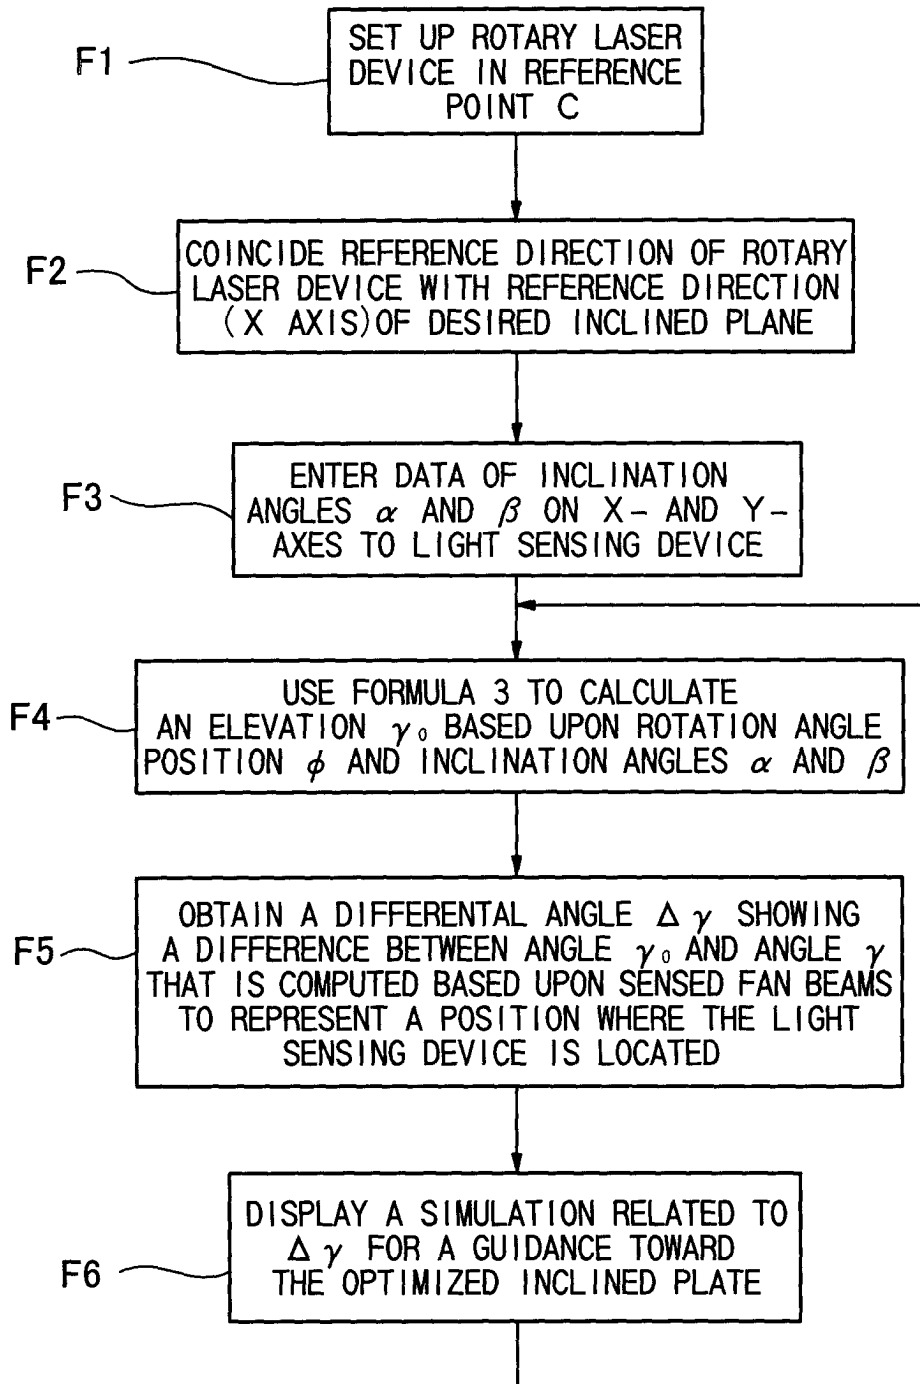 F1
SET UP ROTARY LASER
DEVICE IN REFERENCE
POINT C
F2
COINCIDE REFERENCE DIRECTION OF ROTARY
LASER DEVICE WITH REFERENCE DIRECTION
(X AXIS) OF DESIRED INCLINED PLANE
F3
ENTER DATA OF INCLINATION
ANGLES α AND β ON X- AND Y-
AXES TO LIGHT SENSING DEVICE
F4
USE FORMULA 3 TO CALCULATE
AN ELEVATION γ₀ BASED UPON ROTATION ANGLE
POSITION ϕ AND INCLINATION ANGLES α AND β
F5
OBTAIN A DIFFERENTAL ANGLE Δγ SHOWING
A DIFFERENCE BETWEEN ANGLE γ₀ AND ANGLE γ
THAT IS COMPUTED BASED UPON SENSED FAN BEAMS
TO REPRESENT A POSITION WHERE THE LIGHT
SENSING DEVICE IS LOCATED
F6
DISPLAY A SIMULATION RELATED TO
Δγ FOR A GUIDANCE TOWARD
THE OPTIMIZED INCLINED PLATE